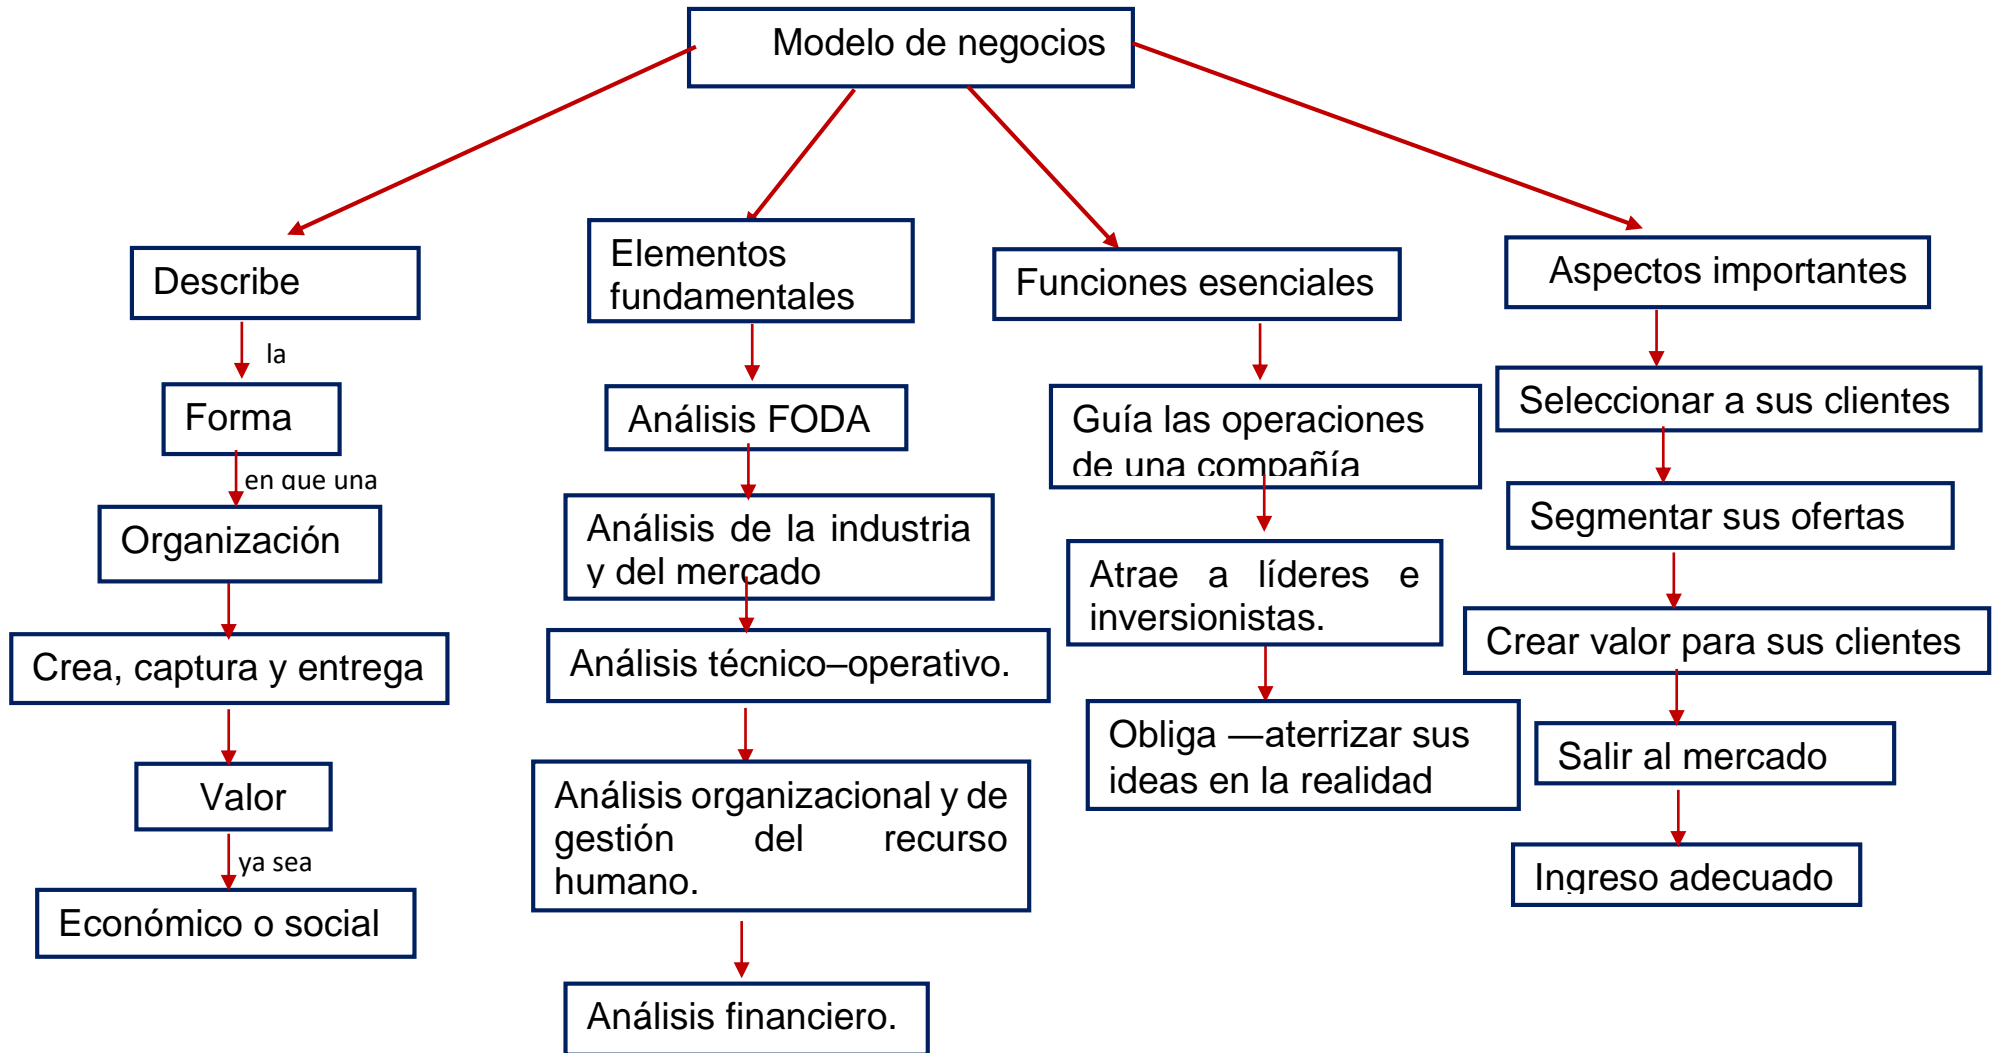 Modelo de negocios
Describe
la
Forma
en que una
Organización
Crea, captura y entrega
Valor
ya sea
Económico o social
Elementos
fundamentales
Análisis FODA
Análisis de la industria
y del mercado
Análisis técnico–operativo.
Análisis organizacional y de
gestión del recurso
humano.
Análisis financiero.
Funciones esenciales
Guía las operaciones
de una compañía
Atrae a líderes e
inversionistas.
Obliga —aterrizar sus
ideas en la realidad
Aspectos importantes
Seleccionar a sus clientes
Segmentar sus ofertas
Crear valor para sus clientes
Salir al mercado
Ingreso adecuado